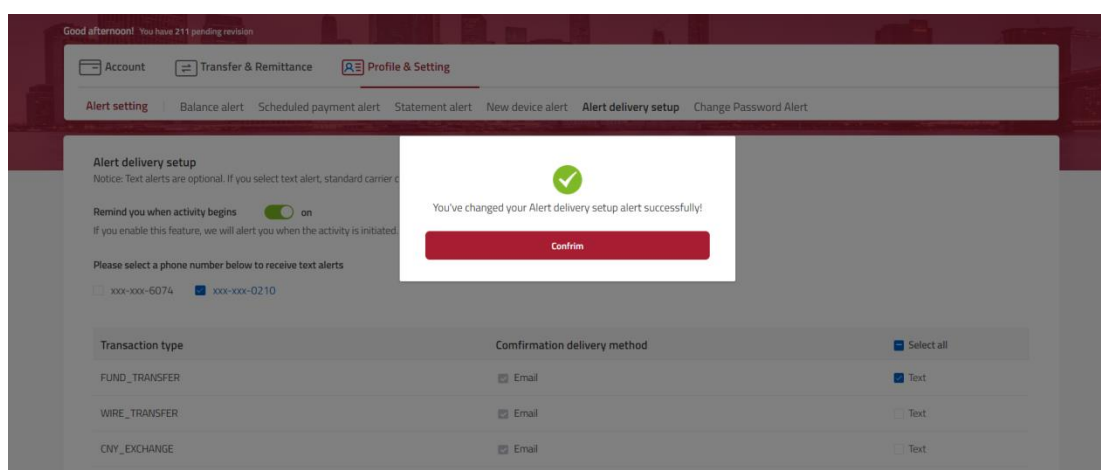 Good afternoon! You have 211 pending revision
Account Transfer & Remittance Profile & Setting
Alert setting Balance alert Scheduled payment alert Statement alert New device alert Alert delivery setup Change Password Alert
Alert delivery setup
Notice: Text alerts are optional. If you select text alert, standard carrier
Remind you when activity begins on
If you enable this feature, we will alert you when the activity is initiated.
You've changed your Alert delivery setup alert successfully!
Confrim
Please select a phone number below to receive text alerts
xxx-xxx-6074 xxx-xxx-0210
Transaction type Comfirmation delivery method Select all
FUND_TRANSFER Email Text
WIRE_TRANSFER Email Text
CNY_EXCHANGE Email Text